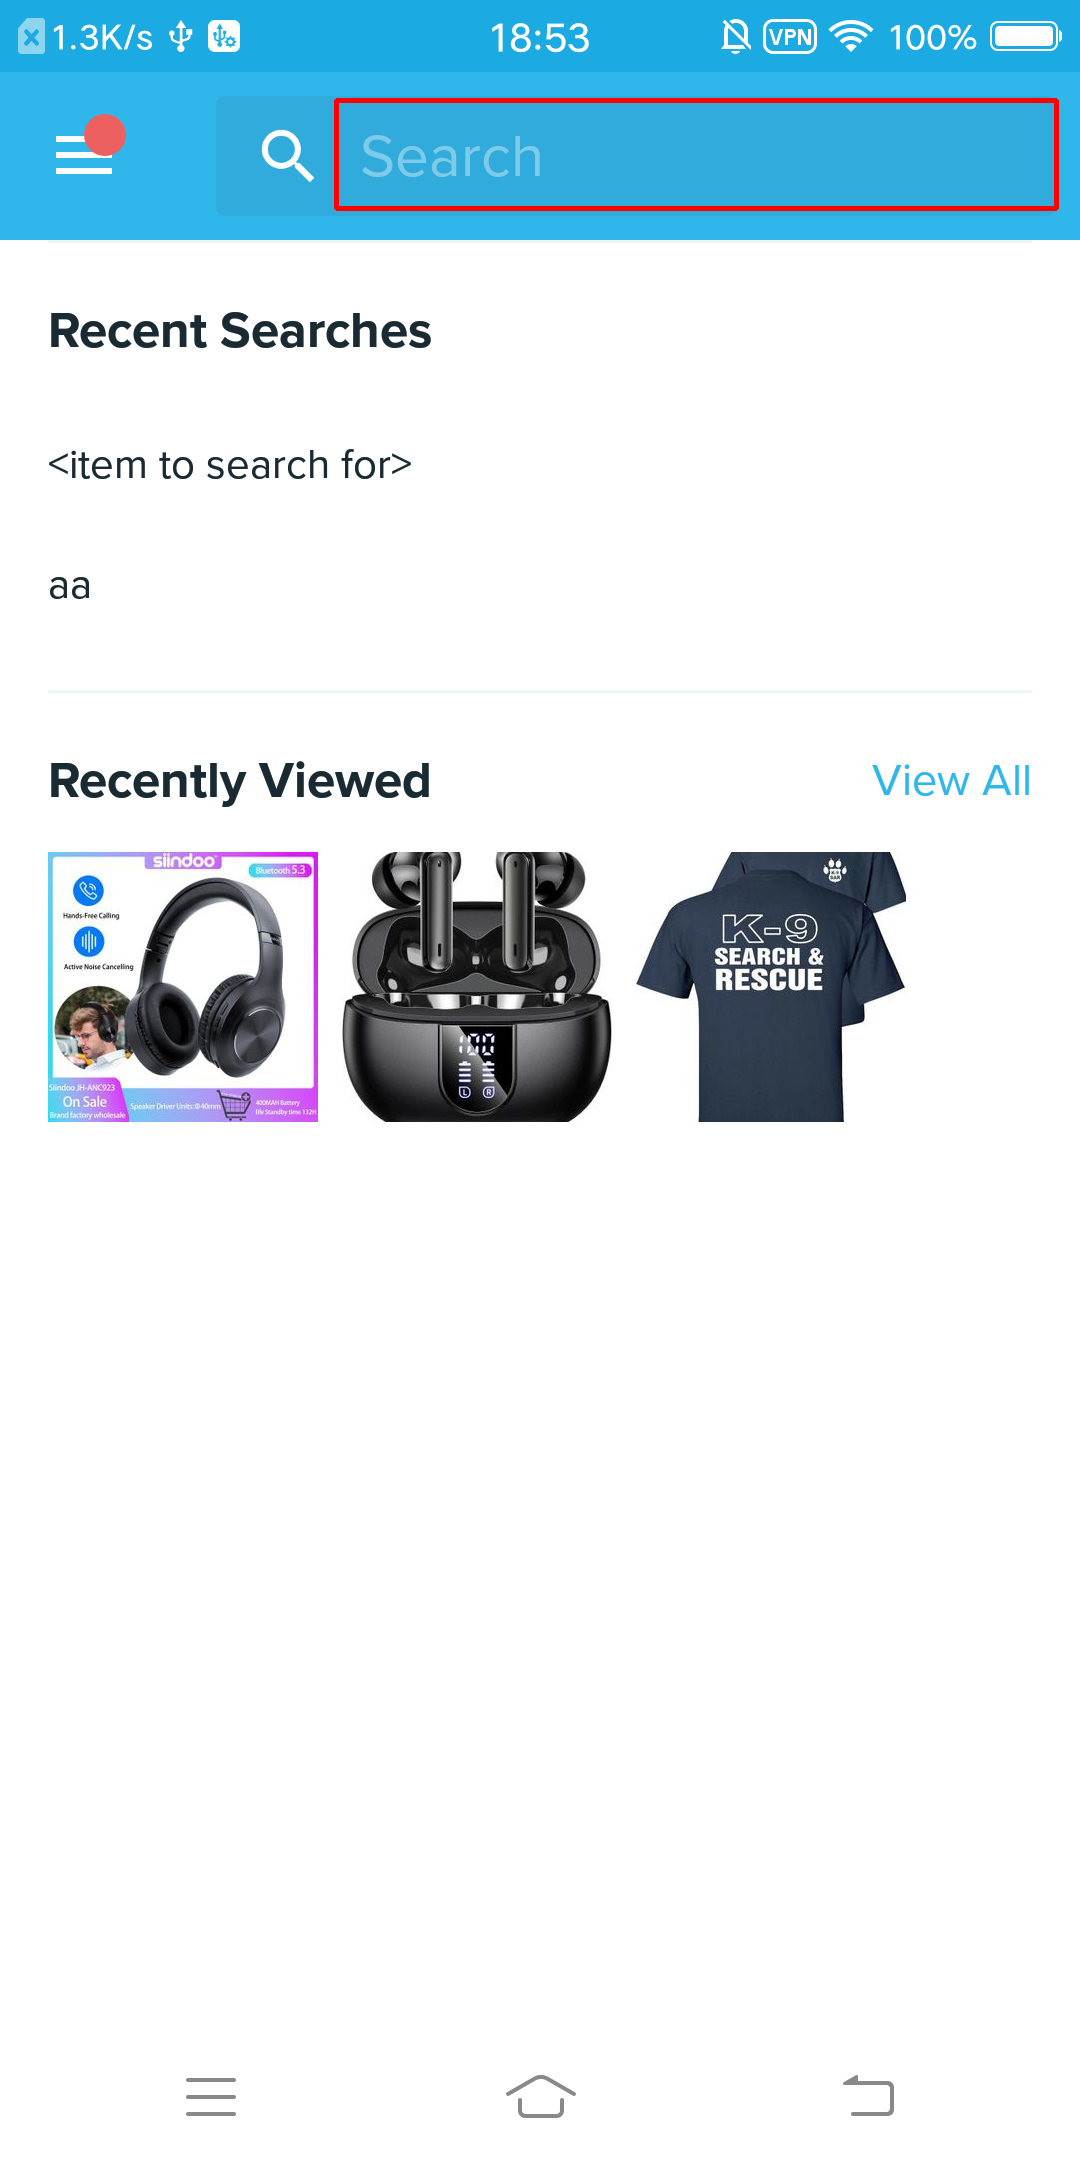 1.3K/s
18:53
VPN
100%
Search
Recent Searches
<item to search for>
aa
Recently Viewed
View All
siindoo
Bluetooth 5.3
Hands-Free Calling
Active Noise Cancelling
Siindoo JH-ANC923
On Sale
Brand factory wholesale
Speaker Driver Units:Φ40mm
400MAH Battery
life Standby time 132H
100
L R
K-9
SEARCH &
RESCUE